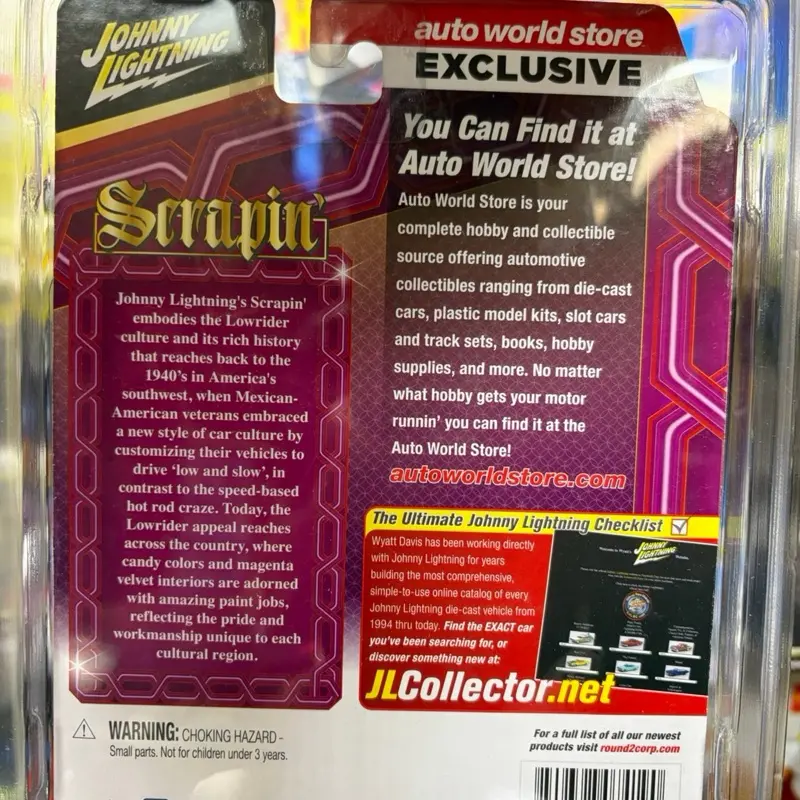 JOHNNY
LIGHTNING
auto world store
EXCLUSIVE
You Can Find it at
Auto World Store!
Auto World Store is your
complete hobby and collectible
source offering automotive
collectibles ranging from die-cast
cars, plastic model kits, slot cars
and track sets, books, hobby
supplies, and more. No matter
what hobby gets your motor
runnin' you can find it at the
Auto World Store!
autoworldstore.com
Scrapin'
Johnny Lightning's Scrapin'
embodies the Lowrider
culture and its rich history
that reaches back to the
1940's in America's
southwest, when Mexican-
American veterans embraced
a new style of car culture by
customizing their vehicles to
drive 'low and slow', in
contrast to the speed-based
hot rod craze. Today, the
Lowrider appeal reaches
across the country, where
candy colors and magenta
velvet interiors are adorned
with amazing paint jobs,
reflecting the pride and
workmanship unique to each
cultural region.
The Ultimate Johnny Lightning Checklist
Wyatt Davis has been working directly
with Johnny Lightning for years
building the most comprehensive,
simple-to-use online catalog of every
Johnny Lightning die-cast vehicle from
1994 thru today. Find the EXACT car
you've been searching for, or
discover something new at:
JLCollector.net
JOHNNY
LIGHTNING
WARNING: CHOKING HAZARD -
Small parts. Not for children under 3 years.
For a full list of all our newest
products visit round2corp.com